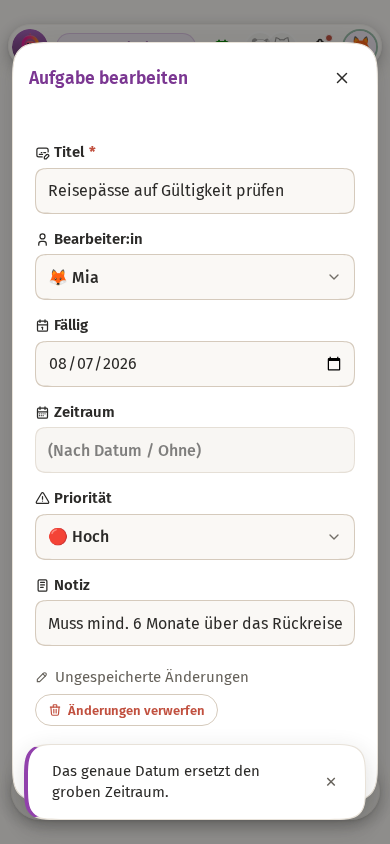 Aufgabe bearbeiten
Titel *
Reisepässe auf Gültigkeit prüfen
Bearbeiter:in
Mia
Fällig
08/07/2026
Zeitraum
(Nach Datum / Ohne)
Priorität
Hoch
Notiz
Muss mind. 6 Monate über das Rückreise
Ungespeicherte Änderungen
Änderungen verwerfen
Das genaue Datum ersetzt den
groben Zeitraum.